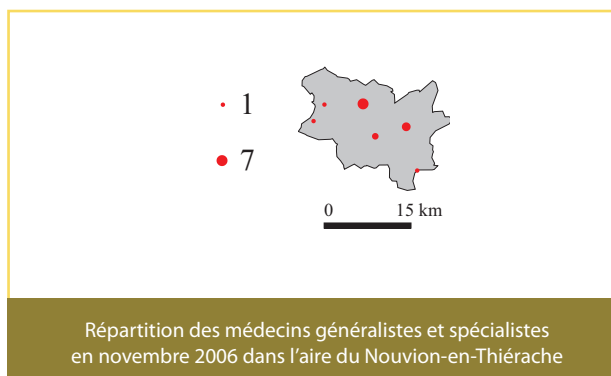 1
7
0 15 km
Répartition des médecins généralistes et spécialistes
en novembre 2006 dans l'aire du Nouvion-en-Thiérache